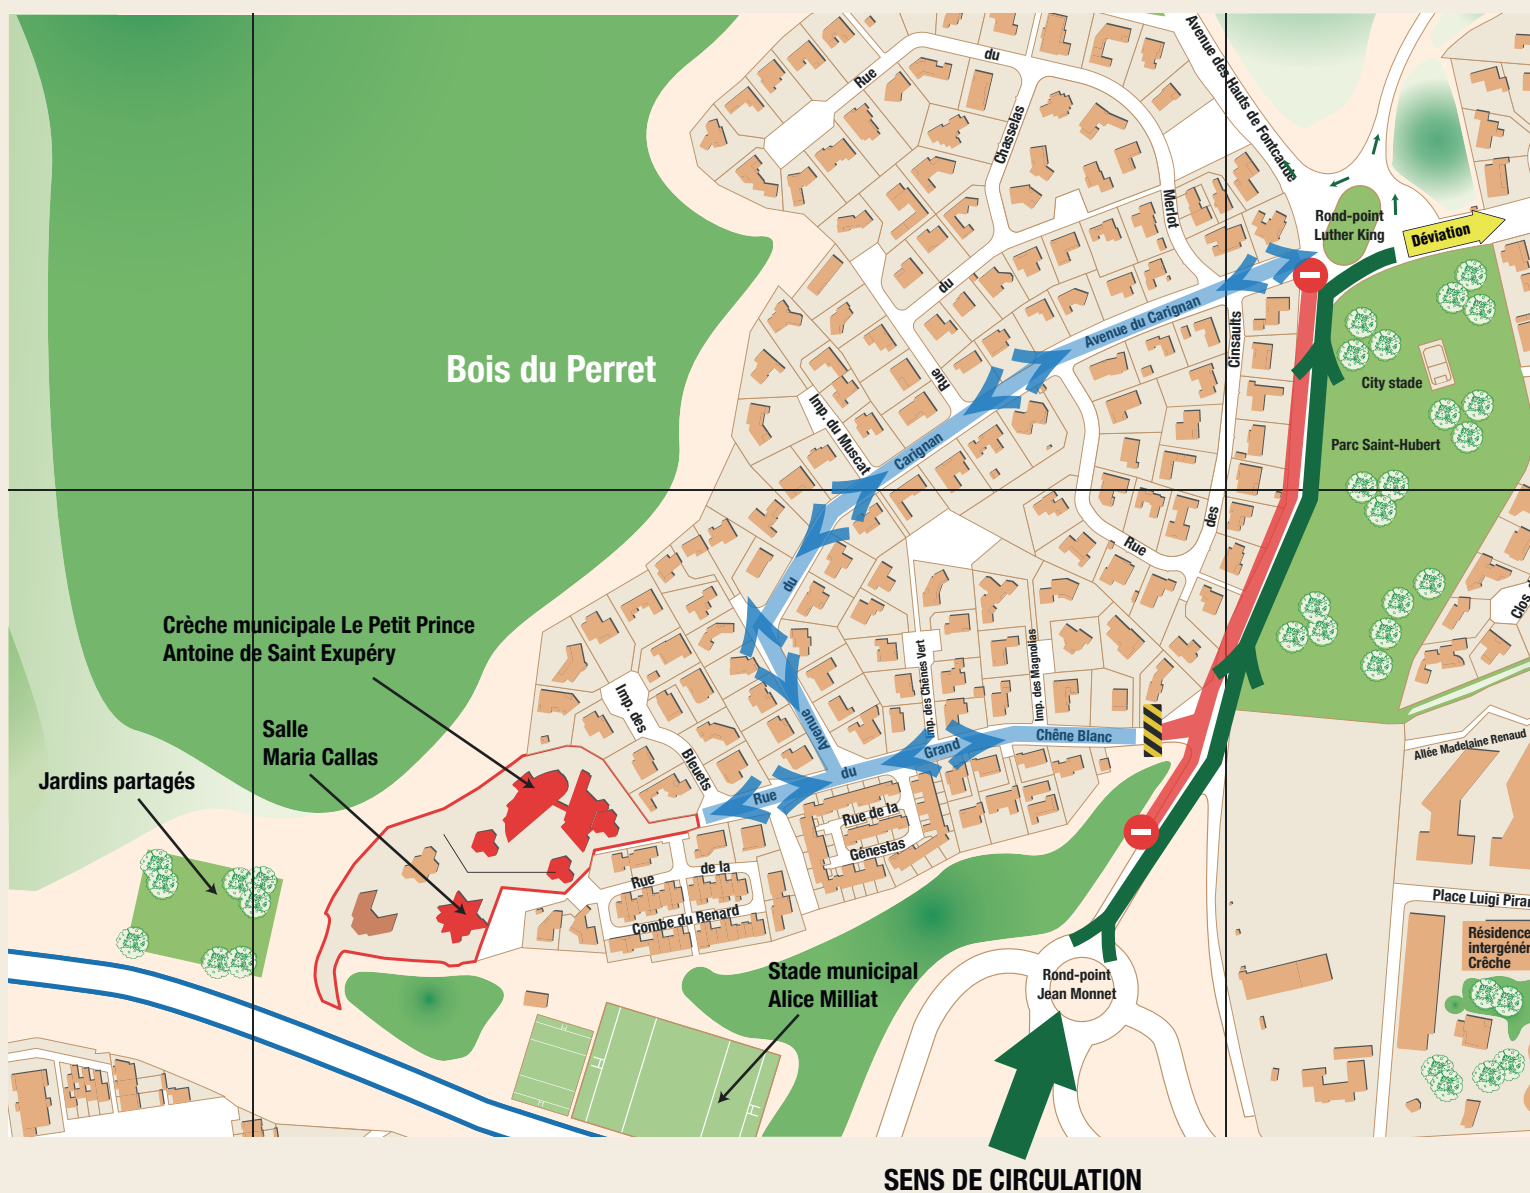 Avenue des Hauts de Fontcaude
Rue
du
Chasselas
Merlot
Rond-point
Luther King
Déviation
du
Rue
Avenue du Carignan
Cinsaults
City stade
Bois du Perret
Imp. du Muscat
Carignan
Parc Saint-Hubert
des
Rue
du
Clos
Crèche municipale Le Petit Prince
Antoine de Saint Exupéry
Imp. des Chênes Vert
Imp. des Magnolias
Imp. des
Bleuets
Avenue
Salle
Maria Callas
Grand
Chêne Blanc
Allée Madelaine Renaud
Jardins partagés
Rue
du
Rue de la
Génestas
Rue
de la
Combe du Renard
Place Luigi Piran
Résidence
intergénér
Crêche
Stade municipal
Alice Milliat
Rond-point
Jean Monnet
SENS DE CIRCULATION